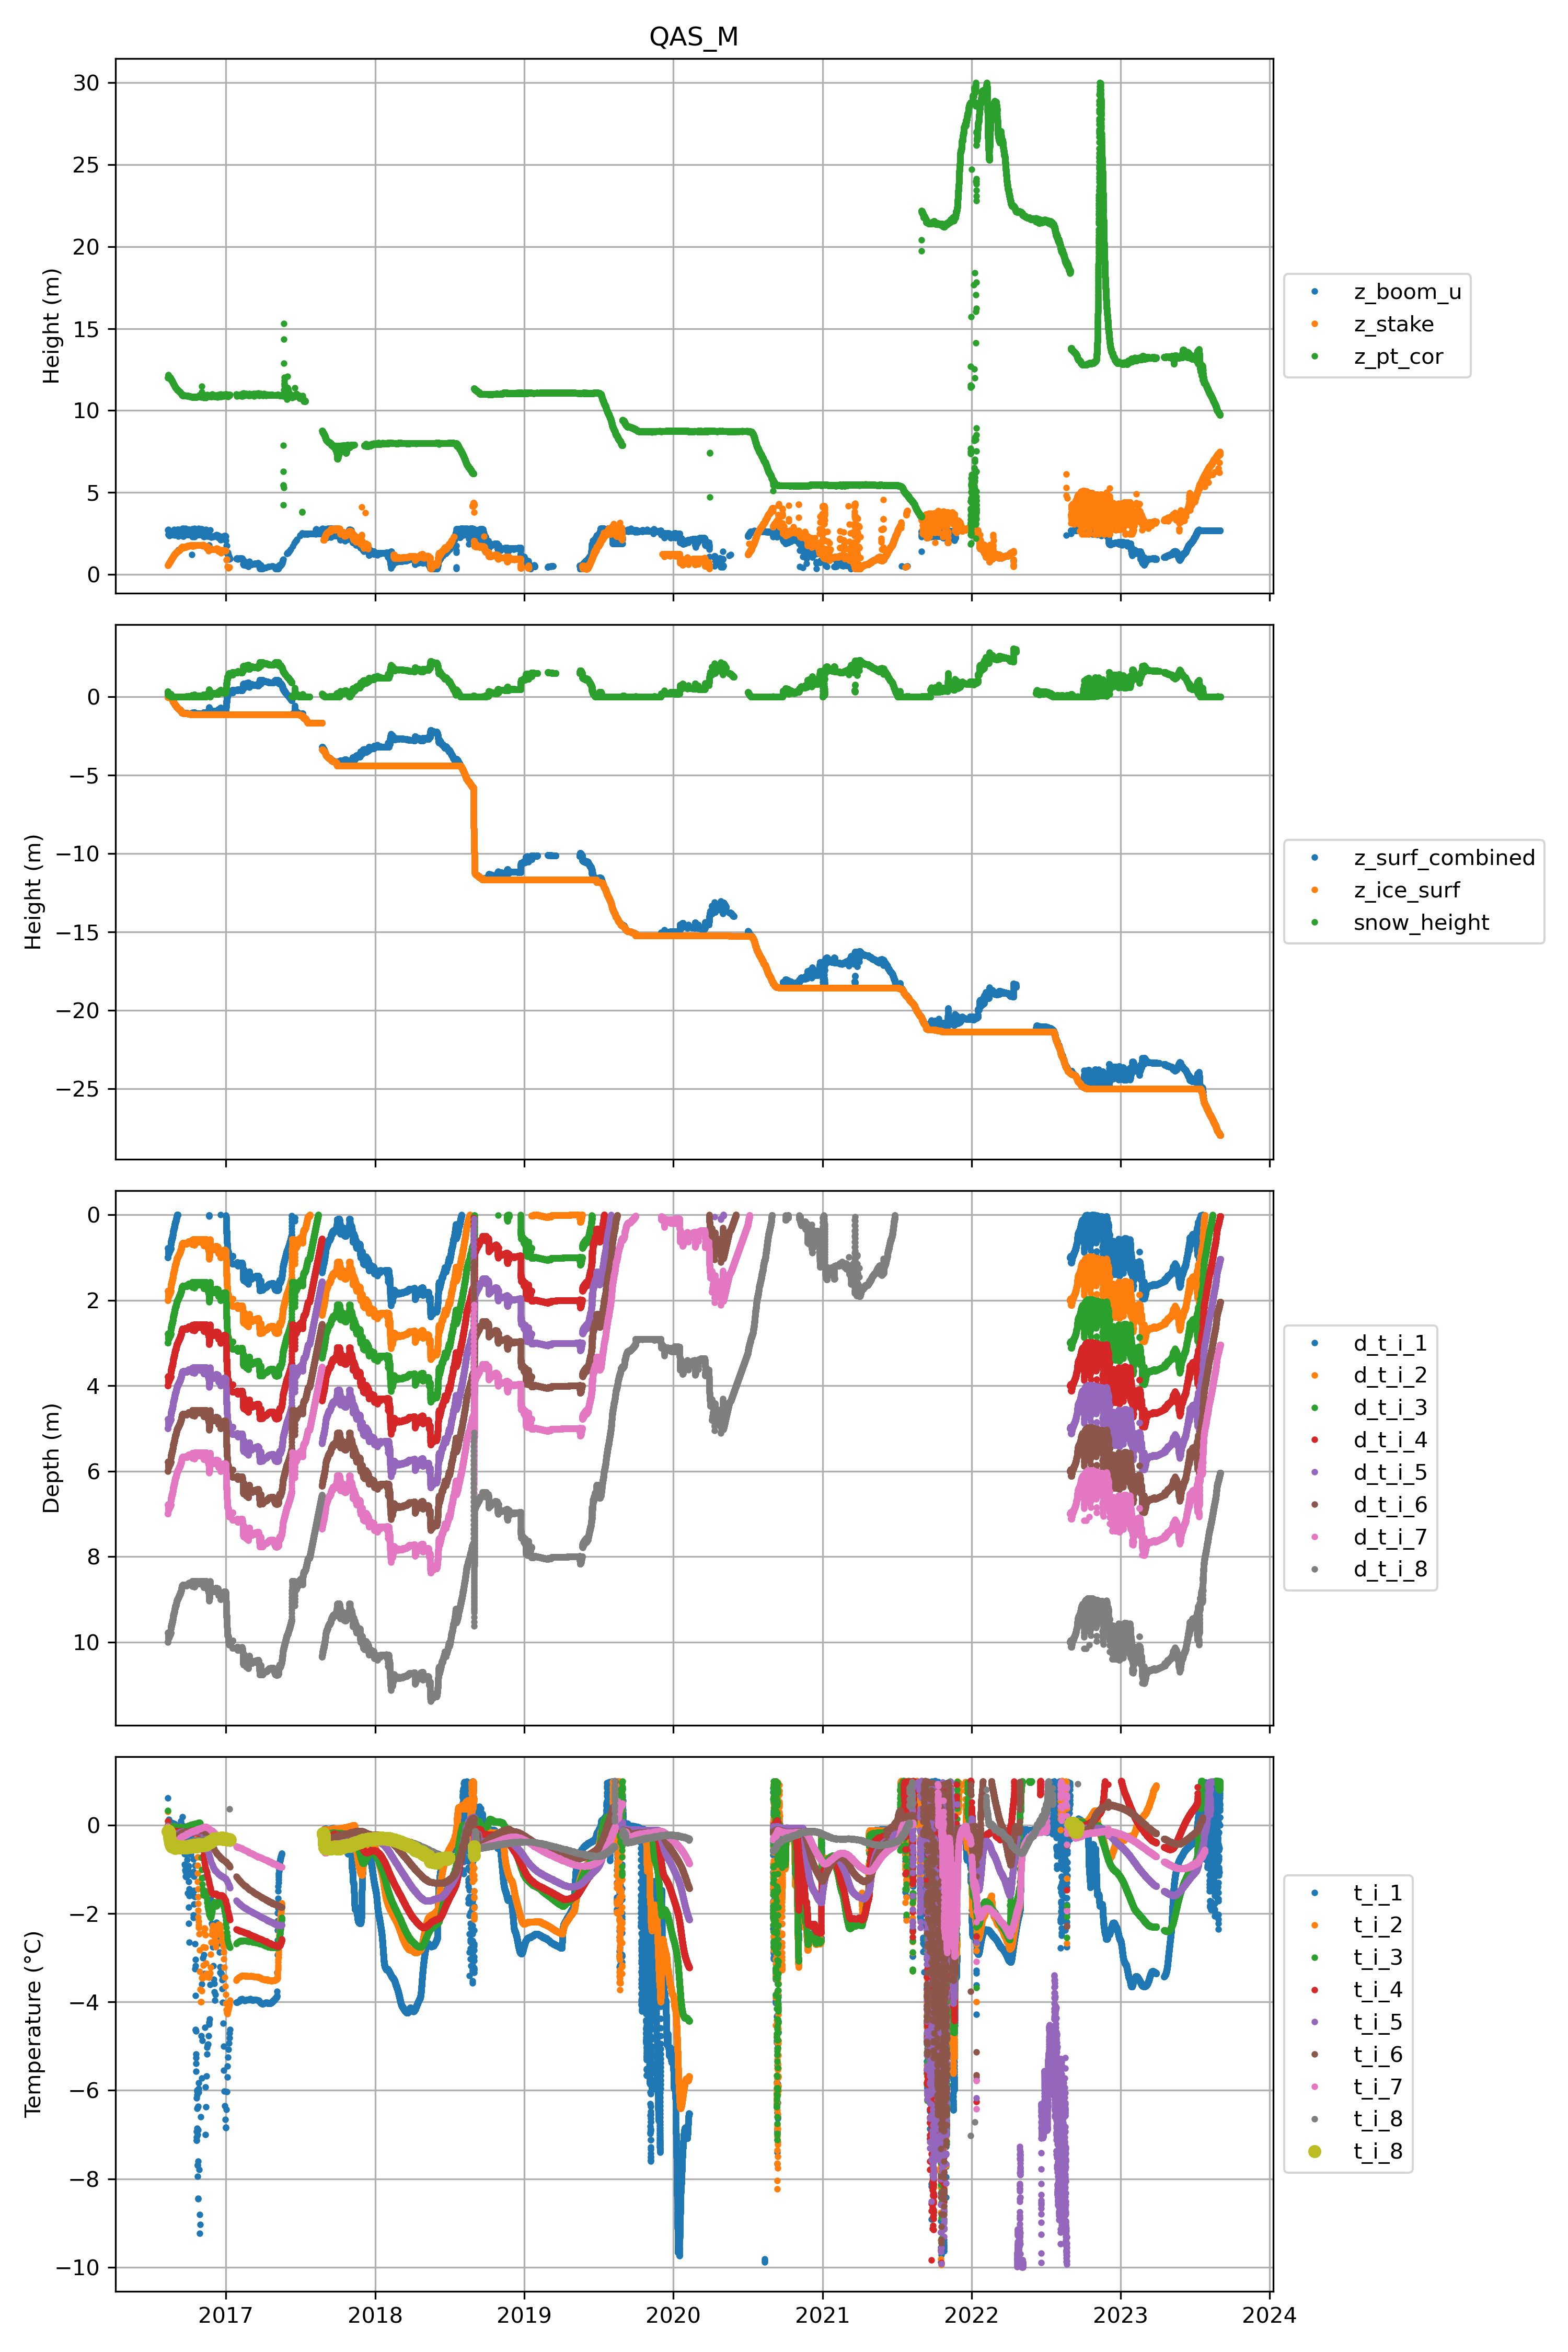 QAS_M
30
25
20
15
10
5
0
Height (m)
z_boom_u
z_stake
z_pt_cor
0
−5
−10
−15
−20
−25
Height (m)
z_surf_combined
z_ice_surf
snow_height
0
2
4
6
8
10
Depth (m)
d_t_i_1
d_t_i_2
d_t_i_3
d_t_i_4
d_t_i_5
d_t_i_6
d_t_i_7
d_t_i_8
0
−2
−4
−6
−8
−10
Temperature (°C)
t_i_1
t_i_2
t_i_3
t_i_4
t_i_5
t_i_6
t_i_7
t_i_8
t_i_8
2017 2018 2019 2020 2021 2022 2023 2024